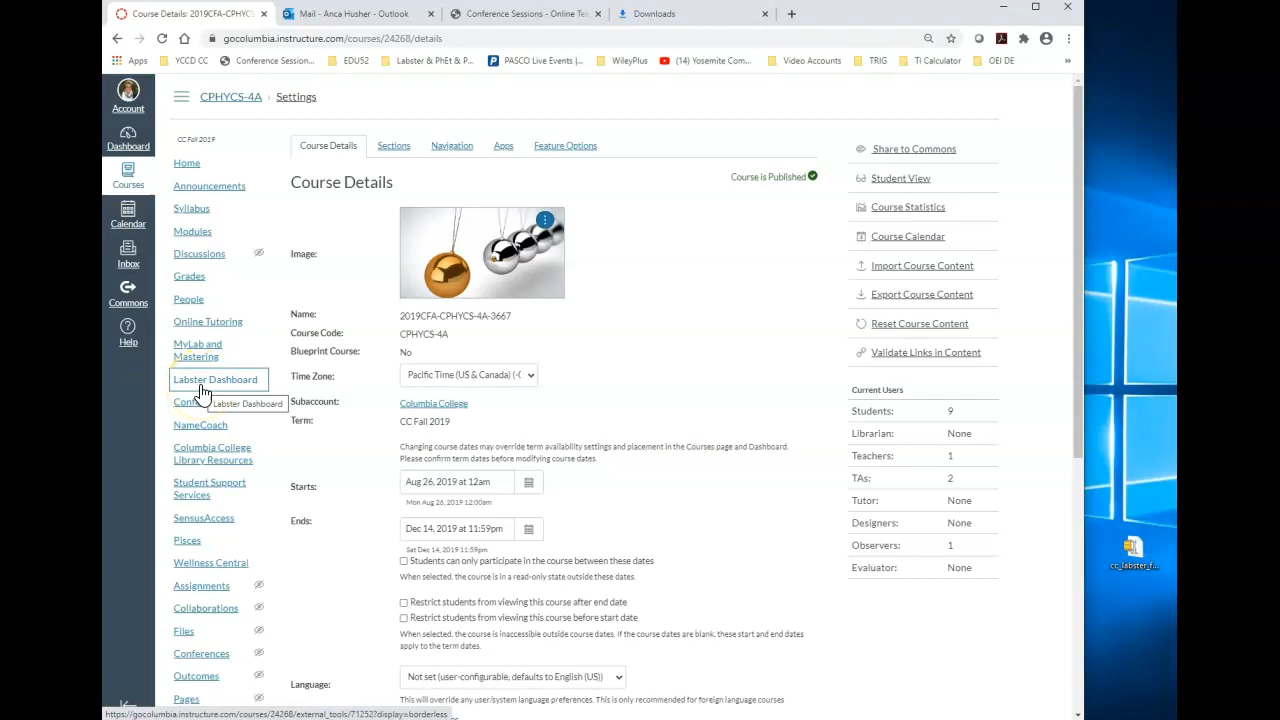 Course Details: 2019CFA-CPHYCS
Mail - Anca Husher - Outlook
Conference Sessions - Online Te
Downloads
gocolumbia.instructure.com/courses/24268/details
Apps
YCCD CC
Conference Session...
EDU52
Labster & PhEt & P...
PASCO Live Events |...
WileyPlus
(14) Yosemite Com...
Video Accounts
TRIG
TI Calculator
OEI DE
»
Account
Dashboard
Courses
Calendar
Inbox
Commons
Help
CPHYCS-4A › Settings
CC Fall 2019
Home
Announcements
Syllabus
Modules
Discussions
Grades
People
Online Tutoring
MyLab and
Mastering
Labster Dashboard
Labster Dashboard
NameCoach
Columbia College
Library Resources
Student Support
Services
SensusAccess
Pisces
Wellness Central
Assignments
Collaborations
Files
Conferences
Outcomes
Pages
Course Details
Sections
Navigation
Apps
Feature Options
Course Details
Course is Published
Image:
Name:
2019CFA-CPHYCS-4A-3667
Course Code:
CPHYCS-4A
Blueprint Course:
No
Time Zone:
Pacific Time (US & Canada) (-0
Subaccount:
Columbia College
Term:
CC Fall 2019
Changing course dates may override term availability settings and placement in the Courses page and Dashboard.
Please confirm term dates before modifying course dates.
Starts:
Aug 26, 2019 at 12am
Mon Aug 26, 2019 12:00am
Ends:
Dec 14, 2019 at 11:59pm
Sat Dec 14, 2019 11:59pm
Students can only participate in the course between these dates
When selected, the course is in a read-only state outside these dates.
Restrict students from viewing this course after end date
Restrict students from viewing this course before start date
When selected, the course is inaccessible outside course dates. If the course dates are blank, these start and end dates
apply to the term dates.
Language:
Not set (user-configurable, defaults to English (US))
This will override any user/system language preferences. This is only recommended for foreign language courses
Share to Commons
Student View
Course Statistics
Course Calendar
Import Course Content
Export Course Content
Reset Course Content
Validate Links in Content
Current Users
Students: 9
Librarian: None
Teachers: 1
TAs: 2
Tutor: None
Designers: None
Observers: 1
Evaluator: None
cc_labster_f...
https://gocolumbia.instructure.com/courses/24268/external_tools/71252?display=borderless